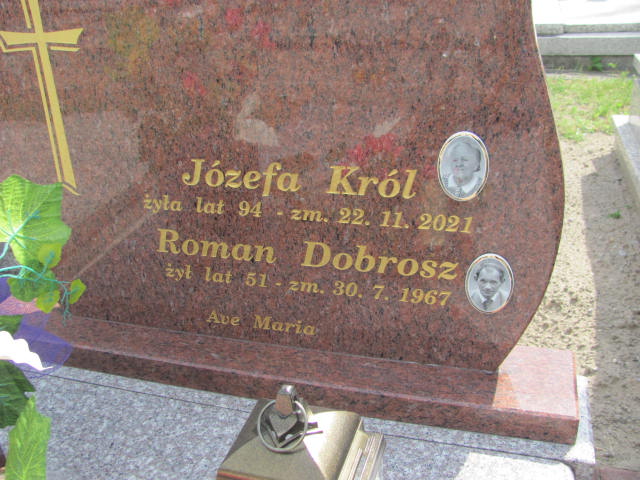 Józefa Król
żyła lat 94 - zm. 22. 11. 2021
Roman Dobrosz
żył lat 51 - zm. 30. 7. 1967
Ave Maria